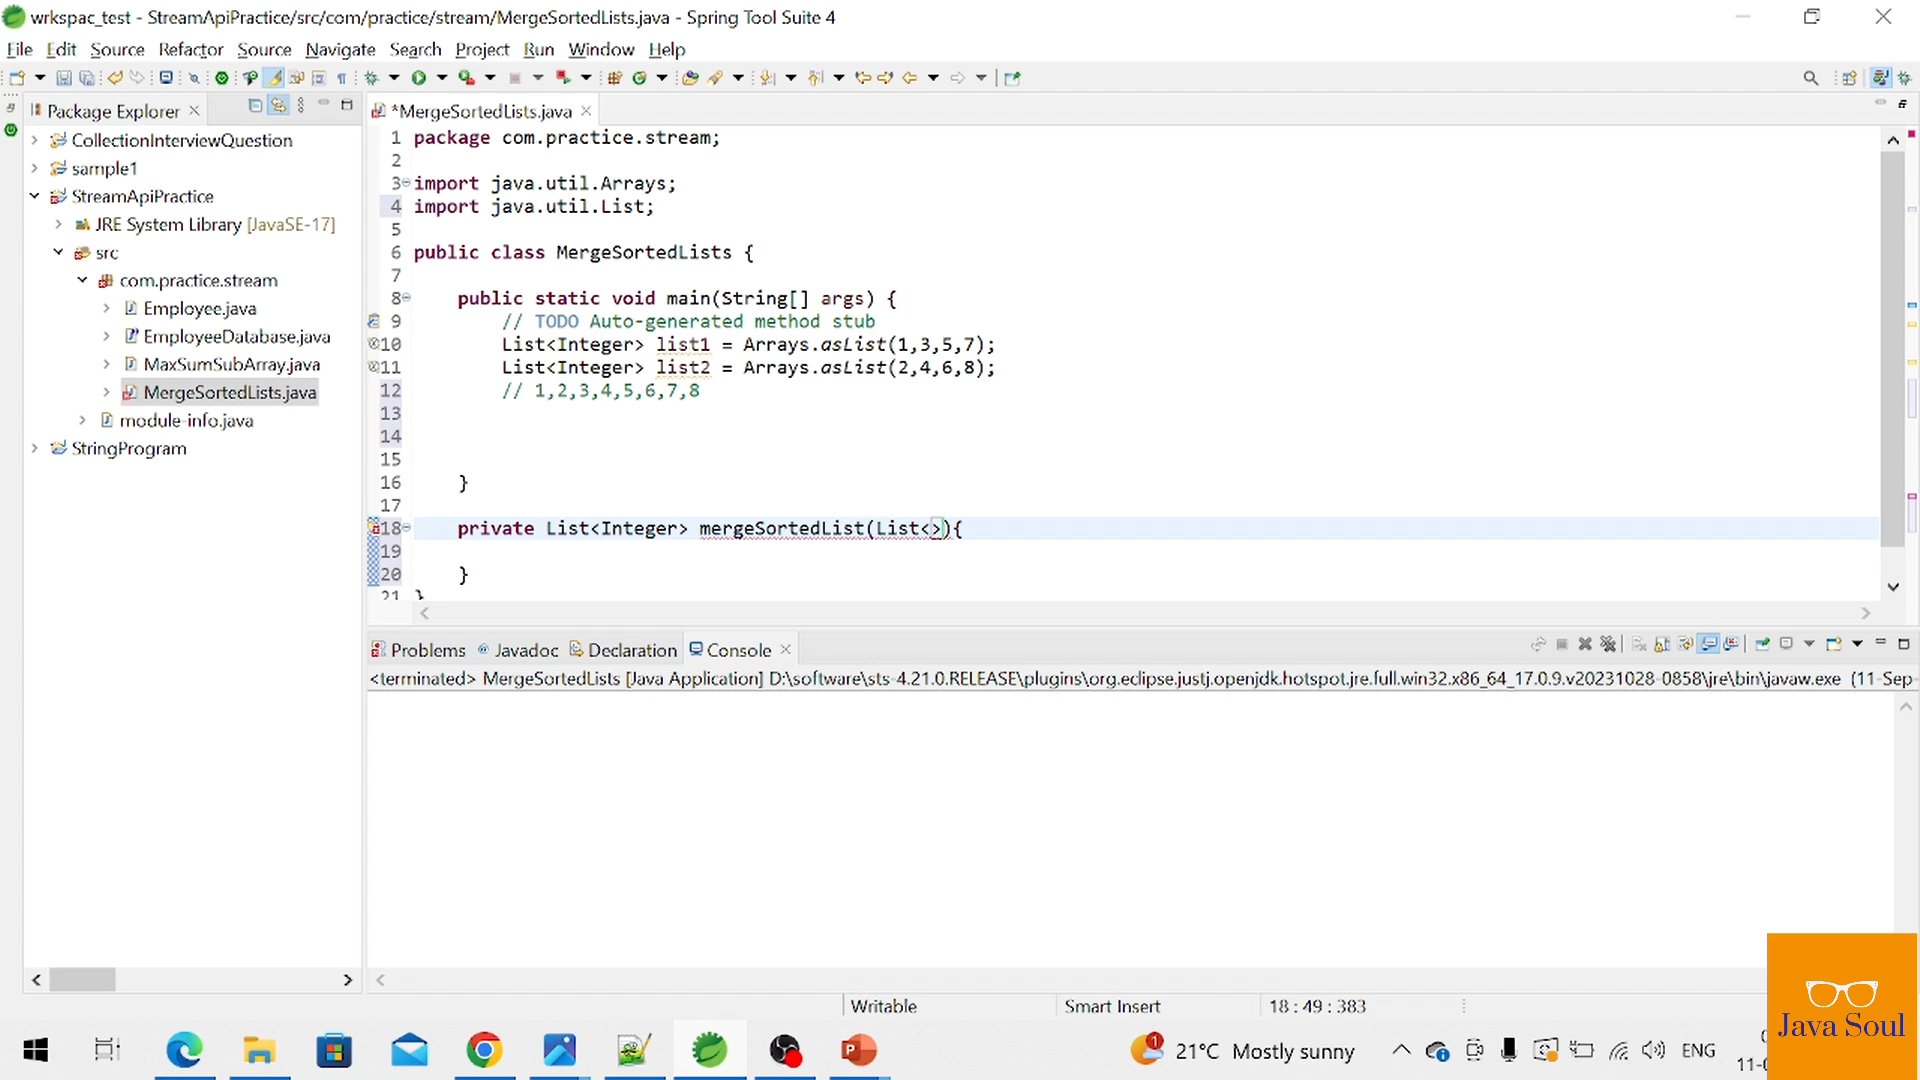 wrkspac_test - StreamApiPractice/src/com/practice/stream/MergeSortedLists.java - Spring Tool Suite 4
File Edit Source Refactor Source Navigate Search Project Run Window Help
Package Explorer
CollectionInterviewQuestion
sample1
StreamApiPractice
JRE System Library [JavaSE-17]
src
com.practice.stream
Employee.java
EmployeeDatabase.java
MaxSumSubArray.java
MergeSortedLists.java
module-info.java
StringProgram
*MergeSortedLists.java
1 package com.practice.stream;
2
3 import java.util.Arrays;
4 import java.util.List;
5
6 public class MergeSortedLists {
7
8 public static void main(String[] args) {
9 // TODO Auto-generated method stub
10 List<Integer> list1 = Arrays.asList(1,3,5,7);
11 List<Integer> list2 = Arrays.asList(2,4,6,8);
12 // 1,2,3,4,5,6,7,8
13
14
15
16 }
17
18 private List<Integer> mergeSortedList(List<>){
19
20 }
21 }
Problems Javadoc Declaration Console
<terminated> MergeSortedLists [Java Application] D:\software\sts-4.21.0.RELEASE\plugins\org.eclipse.justj.openjdk.hotspot.jre.full.win32.x86_64_17.0.9.v20231028-0858\jre\bin\javaw.exe (11-Sep-
Writable Smart Insert 18 : 49 : 383
Java Soul
1 21°C Mostly sunny ENG